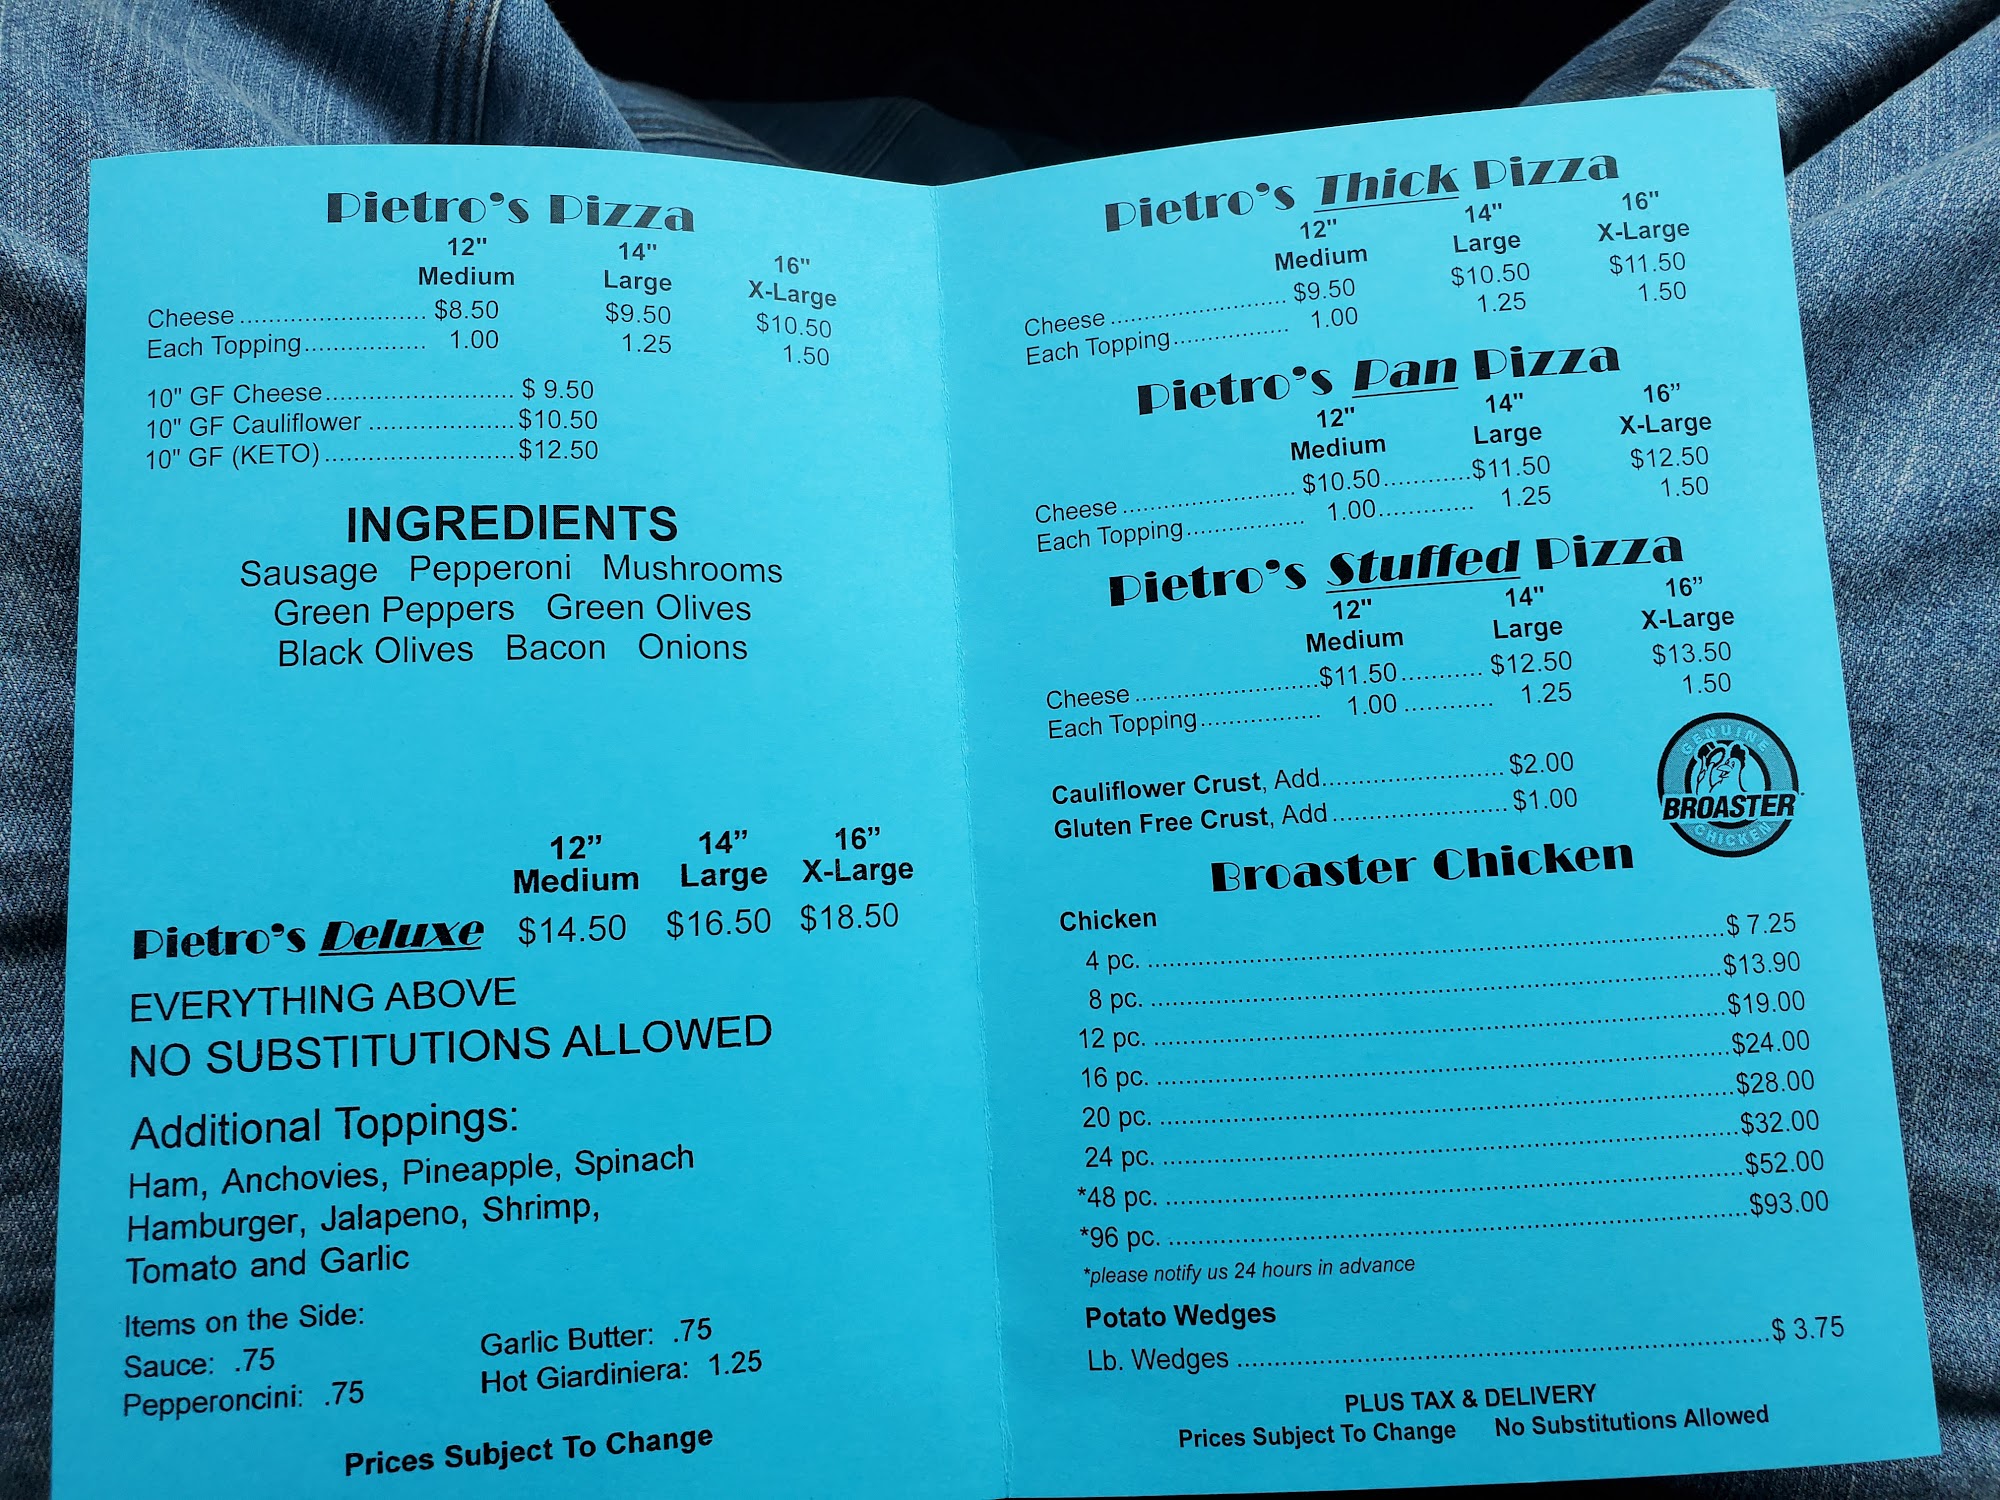 Pietro's Pizza
12" 14" 16"
Medium Large X-Large
Cheese ........................... $8.50 $9.50 $10.50
Each Topping................. 1.00 1.25 1.50
10" GF Cheese........................... $ 9.50
10" GF Cauliflower .....................$10.50
10" GF (KETO)...........................$12.50
INGREDIENTS
Sausage Pepperoni Mushrooms
Green Peppers Green Olives
Black Olives Bacon Onions
12” 14” 16”
Medium Large X-Large
Pietro's Deluxe $14.50 $16.50 $18.50
EVERYTHING ABOVE
NO SUBSTITUTIONS ALLOWED
Additional Toppings:
Ham, Anchovies, Pineapple, Spinach
Hamburger, Jalapeno, Shrimp,
Tomato and Garlic
Items on the Side:
Sauce: .75 Garlic Butter: .75
Pepperoncini: .75 Hot Giardiniera: 1.25
Prices Subject To Change
Pietro's Thick Pizza
12" 14" 16"
Medium Large X-Large
Cheese ......................... $9.50 $10.50 $11.50
Each Topping................. 1.00 1.25 1.50
Pietro's Pan Pizza
12" 14" 16”
Medium Large X-Large
Cheese ......................... $10.50.............$11.50 $12.50
Each Topping................. 1.00.............. 1.25 1.50
Pietro's Stuffed Pizza
12" 14" 16”
Medium Large X-Large
Cheese ...........................$11.50............ $12.50 $13.50
Each Topping................. 1.00 ............. 1.25 1.50
Cauliflower Crust, Add.......................... $2.00
Gluten Free Crust, Add ......................... $1.00
GENUINE
BROASTER
CHICKEN
Broaster Chicken
Chicken
4 pc. ..........................................................$ 7.25
8 pc. ..........................................................$13.90
12 pc. ..........................................................$19.00
16 pc. ..........................................................$24.00
20 pc. ..........................................................$28.00
24 pc. ..........................................................$32.00
*48 pc. ..........................................................$52.00
*96 pc. ..........................................................$93.00
*please notify us 24 hours in advance
Potato Wedges
Lb. Wedges ......................................................$ 3.75
PLUS TAX & DELIVERY
Prices Subject To Change No Substitutions Allowed